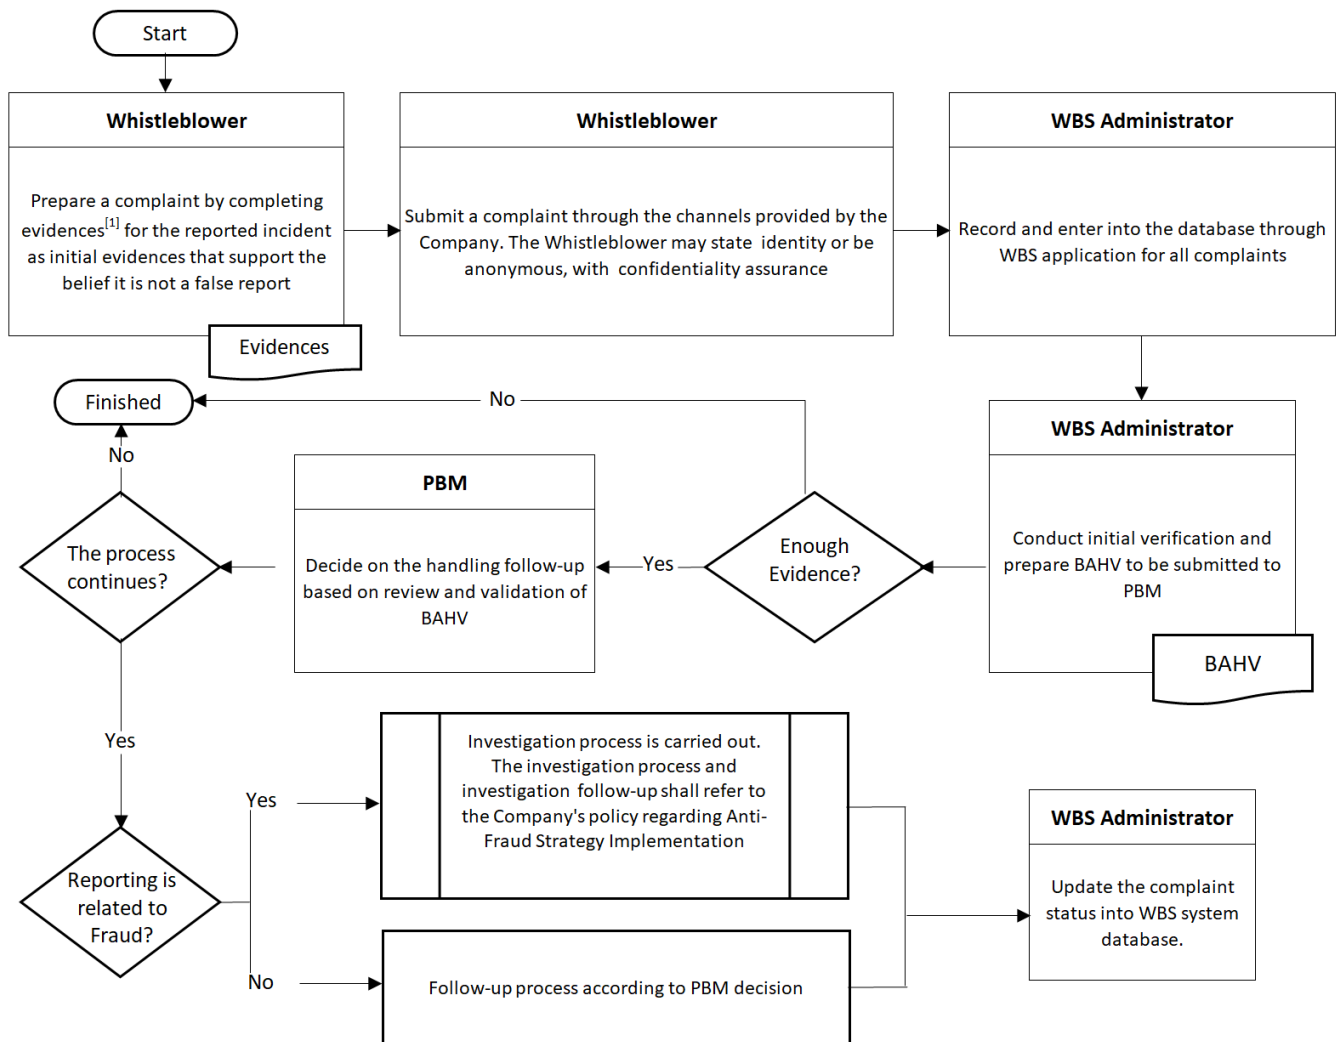 Start
Whistleblower
Prepare a complaint by completing
evidences[1] for the reported incident
as initial evidences that support the
belief it is not a false report
Evidences
Whistleblower
Submit a complaint through the channels provided by the
Company. The Whistleblower may state identity or be
anonymous, with confidentiality assurance
WBS Administrator
Record and enter into the database through
WBS application for all complaints
WBS Administrator
Conduct initial verification and
prepare BAHV to be submitted to
PBM
BAHV
Enough
Evidence?
No
Finished
Yes
PBM
Decide on the handling follow-up
based on review and validation of
BAHV
The process
continues?
No
Yes
Reporting is
related to
Fraud?
Yes
Investigation process is carried out.
The investigation process and
investigation follow-up shall refer to
the Company's policy regarding Anti-
Fraud Strategy Implementation
No
Follow-up process according to PBM decision
WBS Administrator
Update the complaint
status into WBS system
database.